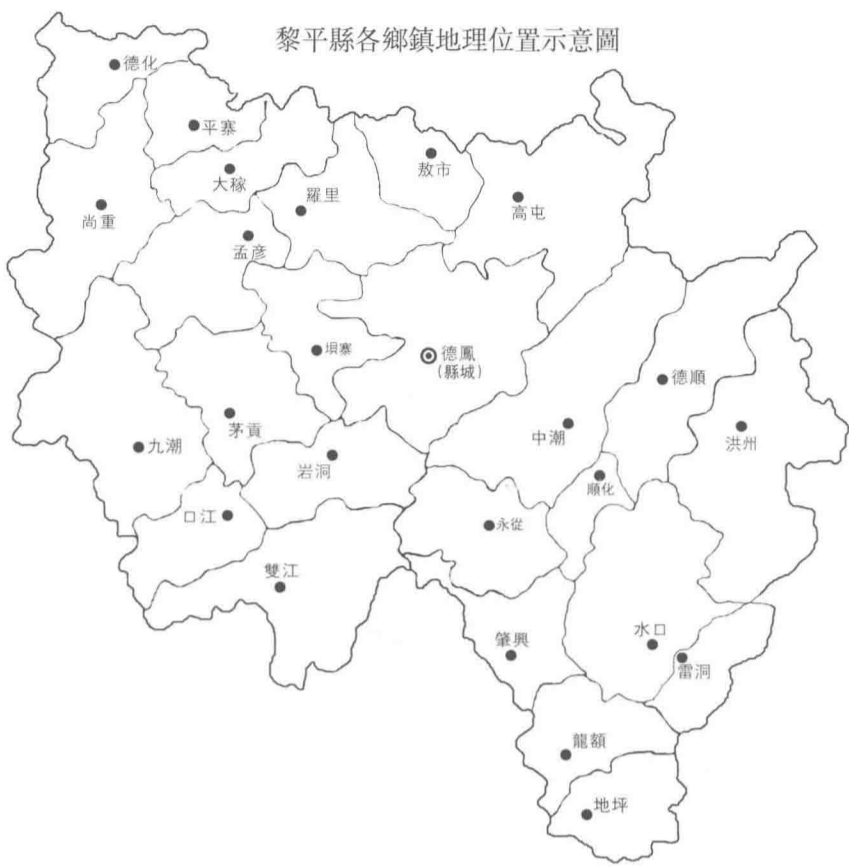 黎平縣各鄉鎮地理位置示意圖
德化
平寨
敖市
大稼
羅里
高屯
尚重
孟彥
垻寨
德鳳
(縣城)
德順
茅貢
中潮
洪州
九潮
岩洞
順化
口江
永從
雙江
肇興
水口
雷洞
龍額
地坪